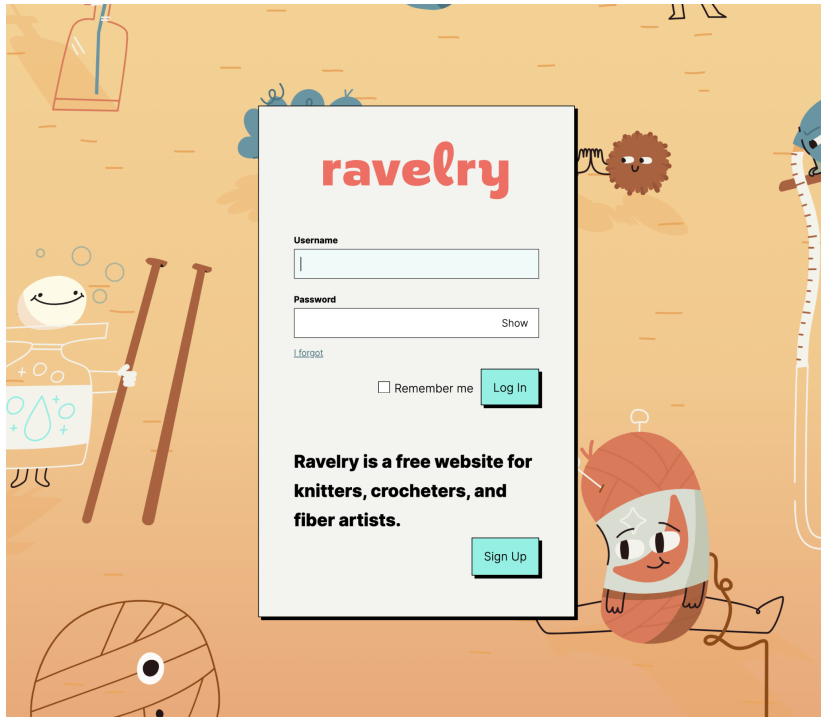 ravelry
Username
Password
Show
I forgot
Remember me
Log In
Ravelry is a free website for
knitters, crocheters, and
fiber artists.
Sign Up